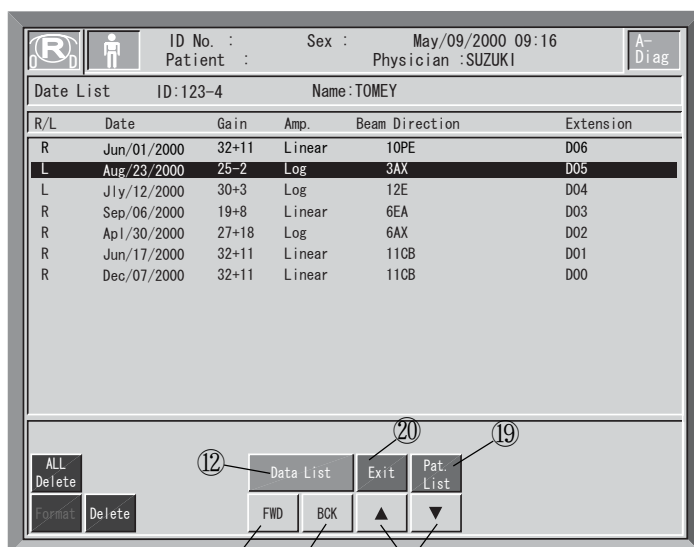 R
O D
ID No. : Sex : May/09/2000 09:16
Patient : Physician :SUZUKI
A-
Diag
Date List ID:123-4 Name:TOMEY
R/L Date Gain Amp. Beam Direction Extension
R Jun/01/2000 32+11 Linear 10PE D06
L Aug/23/2000 25-2 Log 3AX D05
L Jly/12/2000 30+3 Log 12E D04
R Sep/06/2000 19+8 Linear 6EA D03
R Apl/30/2000 27+18 Log 6AX D02
R Jun/17/2000 32+11 Linear 11CB D01
R Dec/07/2000 32+11 Linear 11CB D00
⑳ ⑲
ALL
Delete
⑫ Data List Exit Pat.
List
Format Delete FWD BCK ▲ ▼